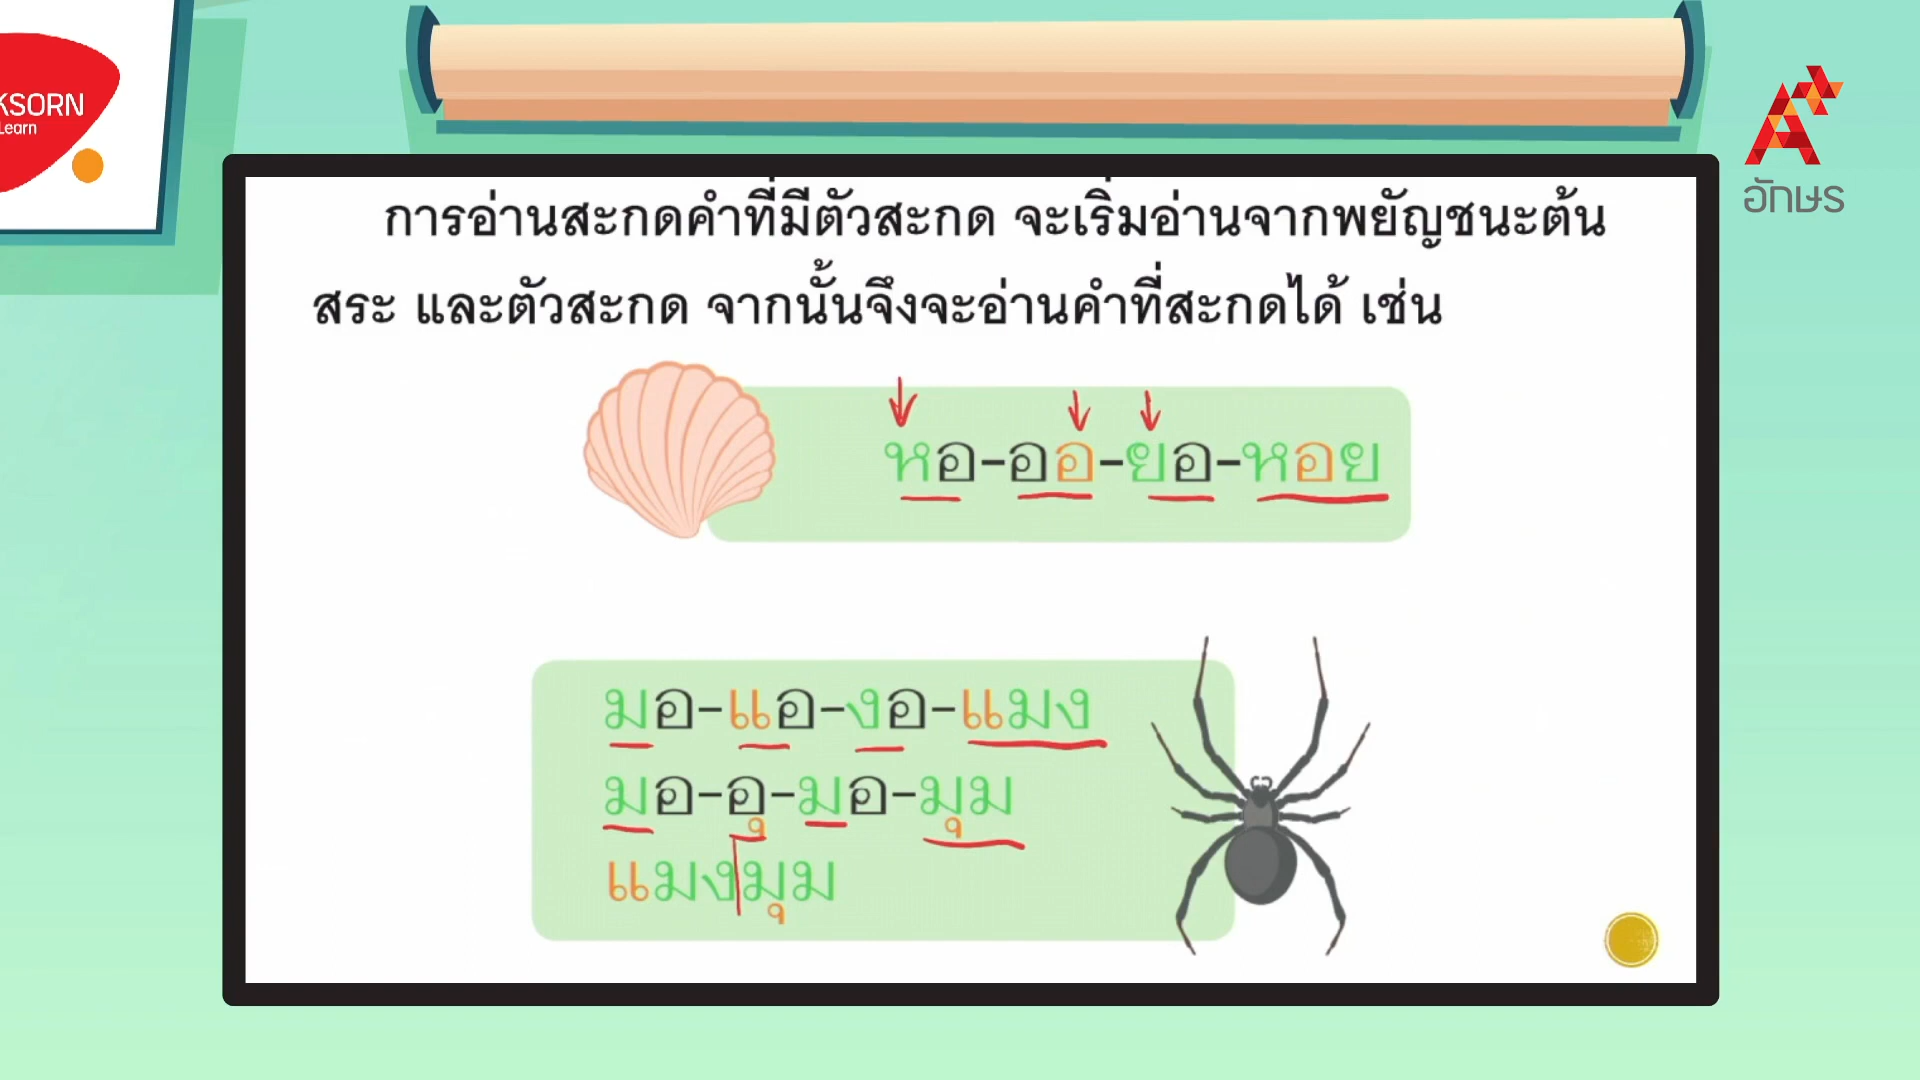 KSORN
Learn
อักษร
การอ่านสะกดคำที่มีตัวสะกด จะเริ่มอ่านจากพยัญชนะต้น
สระ และตัวสะกด จากนั้นจึงจะอ่านคำที่สะกดได้ เช่น
หอ-ออ-ยอ-หอย
มอ-แอ-งอ-แมง
มอ-อุ-มอ-มุม
แมงมุม